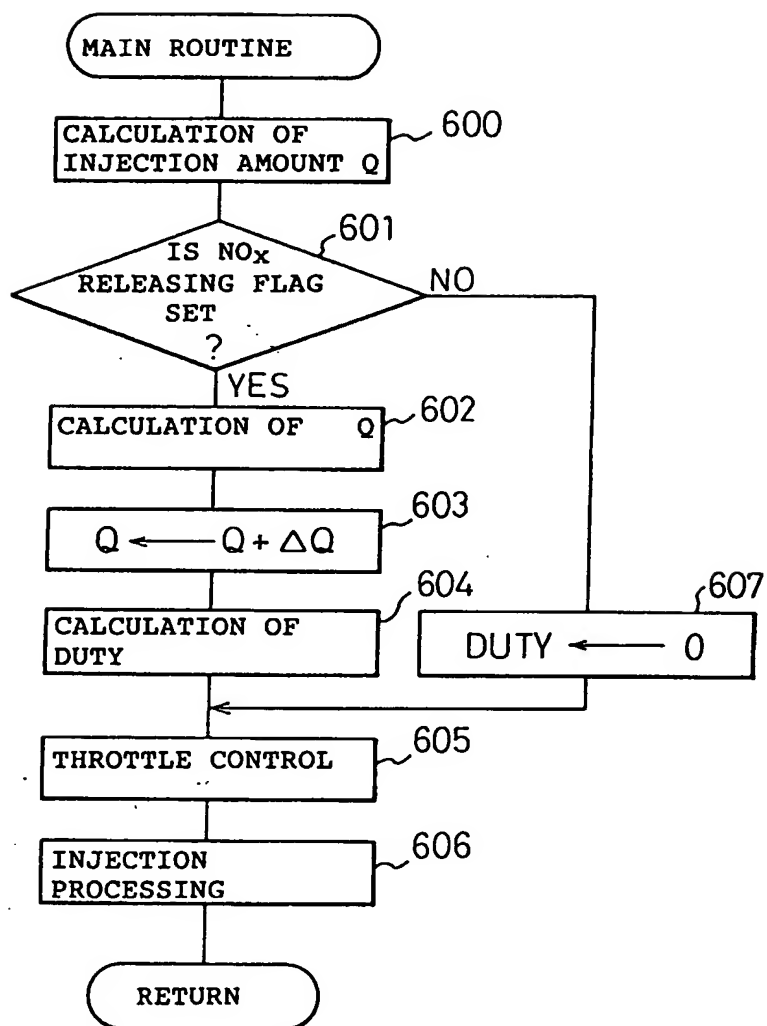 MAIN ROUTINE
CALCULATION OF
INJECTION AMOUNT Q
600
IS NOx
RELEASING FLAG
SET
?
601
NO
YES
CALCULATION OF Q
602
Q ← Q + ΔQ
603
CALCULATION OF
DUTY
604
DUTY ← 0
607
THROTTLE CONTROL
605
INJECTION
PROCESSING
606
RETURN